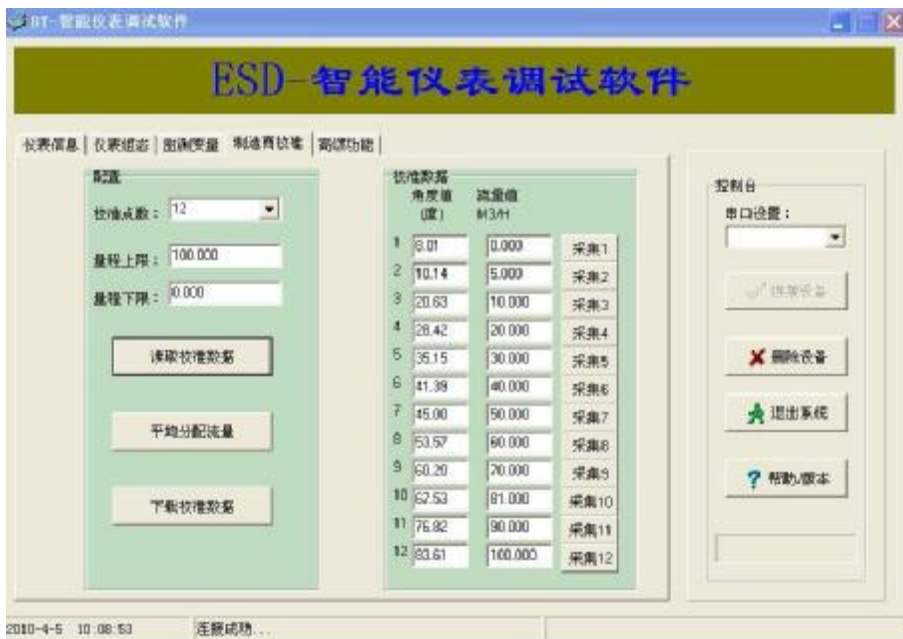 BT-智能仪表调试软件
ESD-智能仪表调试软件
仪表信息 仪表组态 监测变量 制造商校准 高级功能
配置
校准点数： 12
量程上限： 100.000
量程下限： 0.000
读取校准数据
平均分配流量
下载校准数据
校准数据
角度值 流量值
（度） M3/H
1 8.01 0.000 采集1
2 10.14 5.000 采集2
3 20.63 10.000 采集3
4 28.42 20.000 采集4
5 35.15 30.000 采集5
6 41.39 40.000 采集6
7 45.00 50.000 采集7
8 53.57 60.000 采集8
9 60.20 70.000 采集9
10 67.53 81.000 采集10
11 76.82 90.000 采集11
12 83.61 100.000 采集12
控制台
串口设置：
连接设备
删除设备
退出系统
帮助/版本
2010-4-5 10:08:53 连接成功...